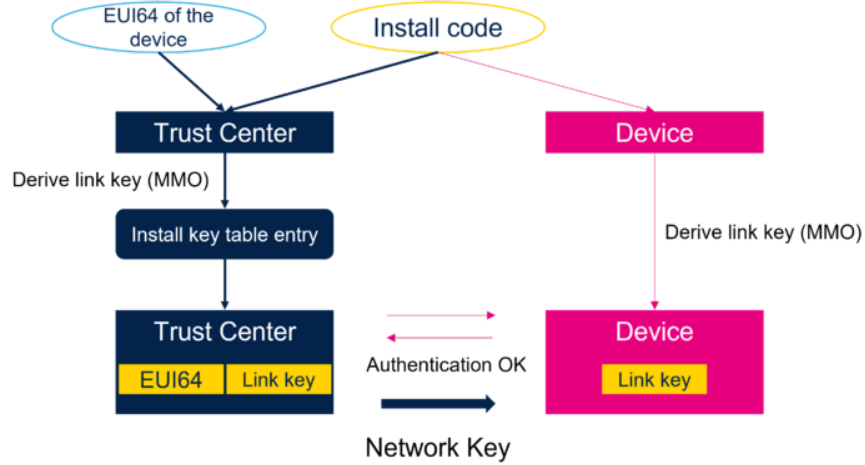 EUI64 of the
device
Install code
Trust Center
Device
Derive link key (MMO)
Install key table entry
Derive link key (MMO)
Trust Center
Device
Authentication OK
EUI64
Link key
Link key
Network Key